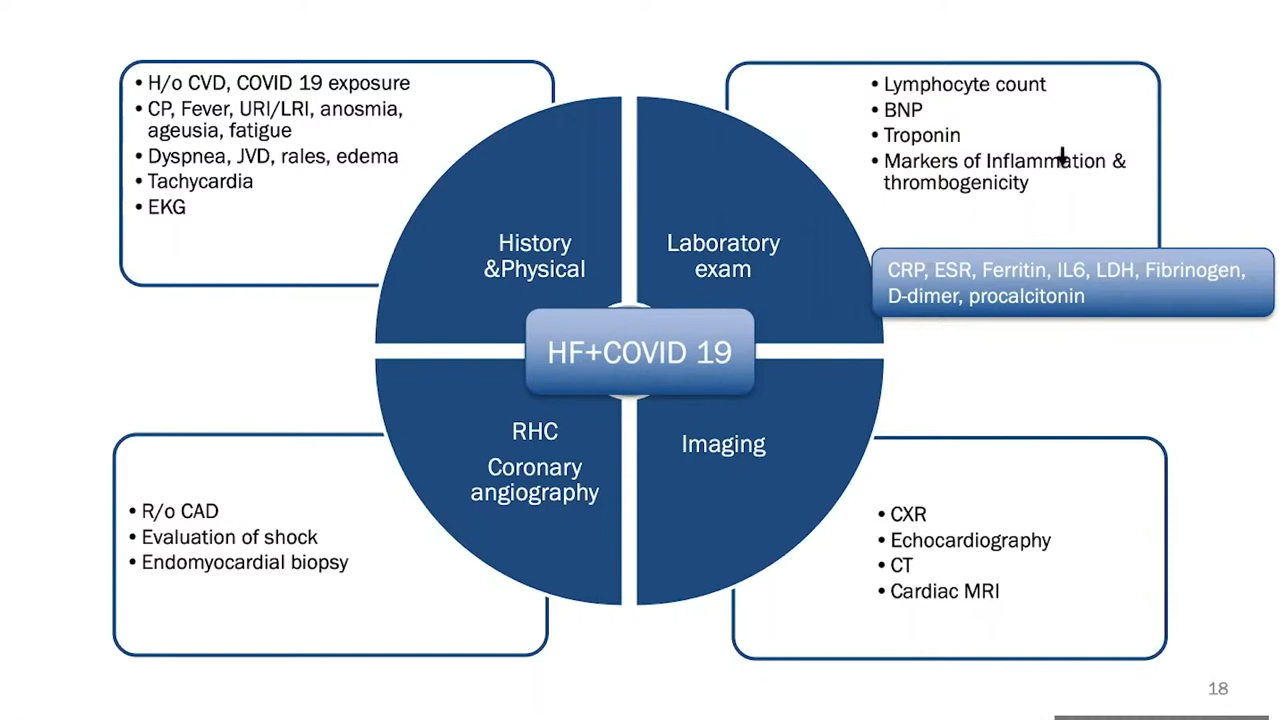 • H/o CVD, COVID 19 exposure
• CP, Fever, URI/LRI, anosmia,
ageusia, fatigue
• Dyspnea, JVD, rales, edema
• Tachycardia
• EKG
• Lymphocyte count
• BNP
• Troponin
• Markers of Inflammation &
thrombogenicity
History
&Physical
Laboratory
exam
CRP, ESR, Ferritin, IL6, LDH, Fibrinogen,
D-dimer, procalcitonin
HF+COVID 19
RHC
Coronary
angiography
Imaging
• R/o CAD
• Evaluation of shock
• Endomyocardial biopsy
• CXR
• Echocardiography
• CT
• Cardiac MRI
18